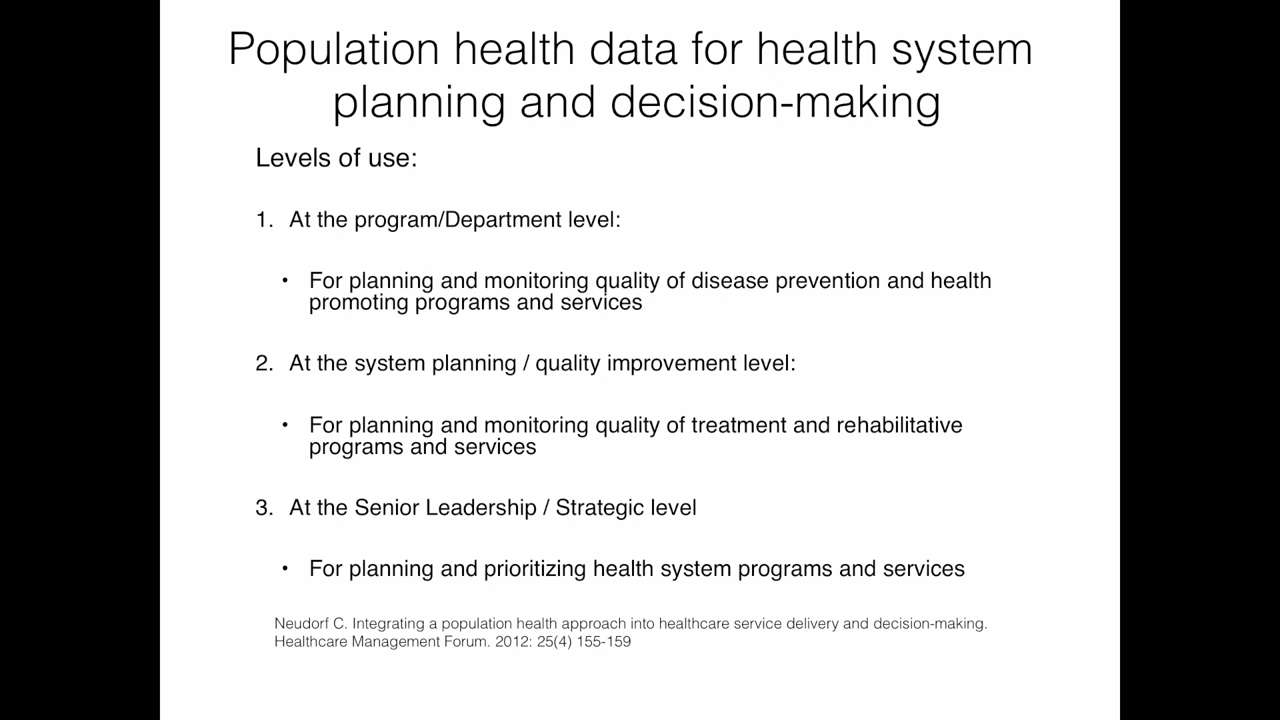 Population health data for health system
planning and decision-making
Levels of use:
1. At the program/Department level:
• For planning and monitoring quality of disease prevention and health
promoting programs and services
2. At the system planning / quality improvement level:
• For planning and monitoring quality of treatment and rehabilitative
programs and services
3. At the Senior Leadership / Strategic level
• For planning and prioritizing health system programs and services
Neudorf C. Integrating a population health approach into healthcare service delivery and decision-making.
Healthcare Management Forum. 2012: 25(4) 155-159